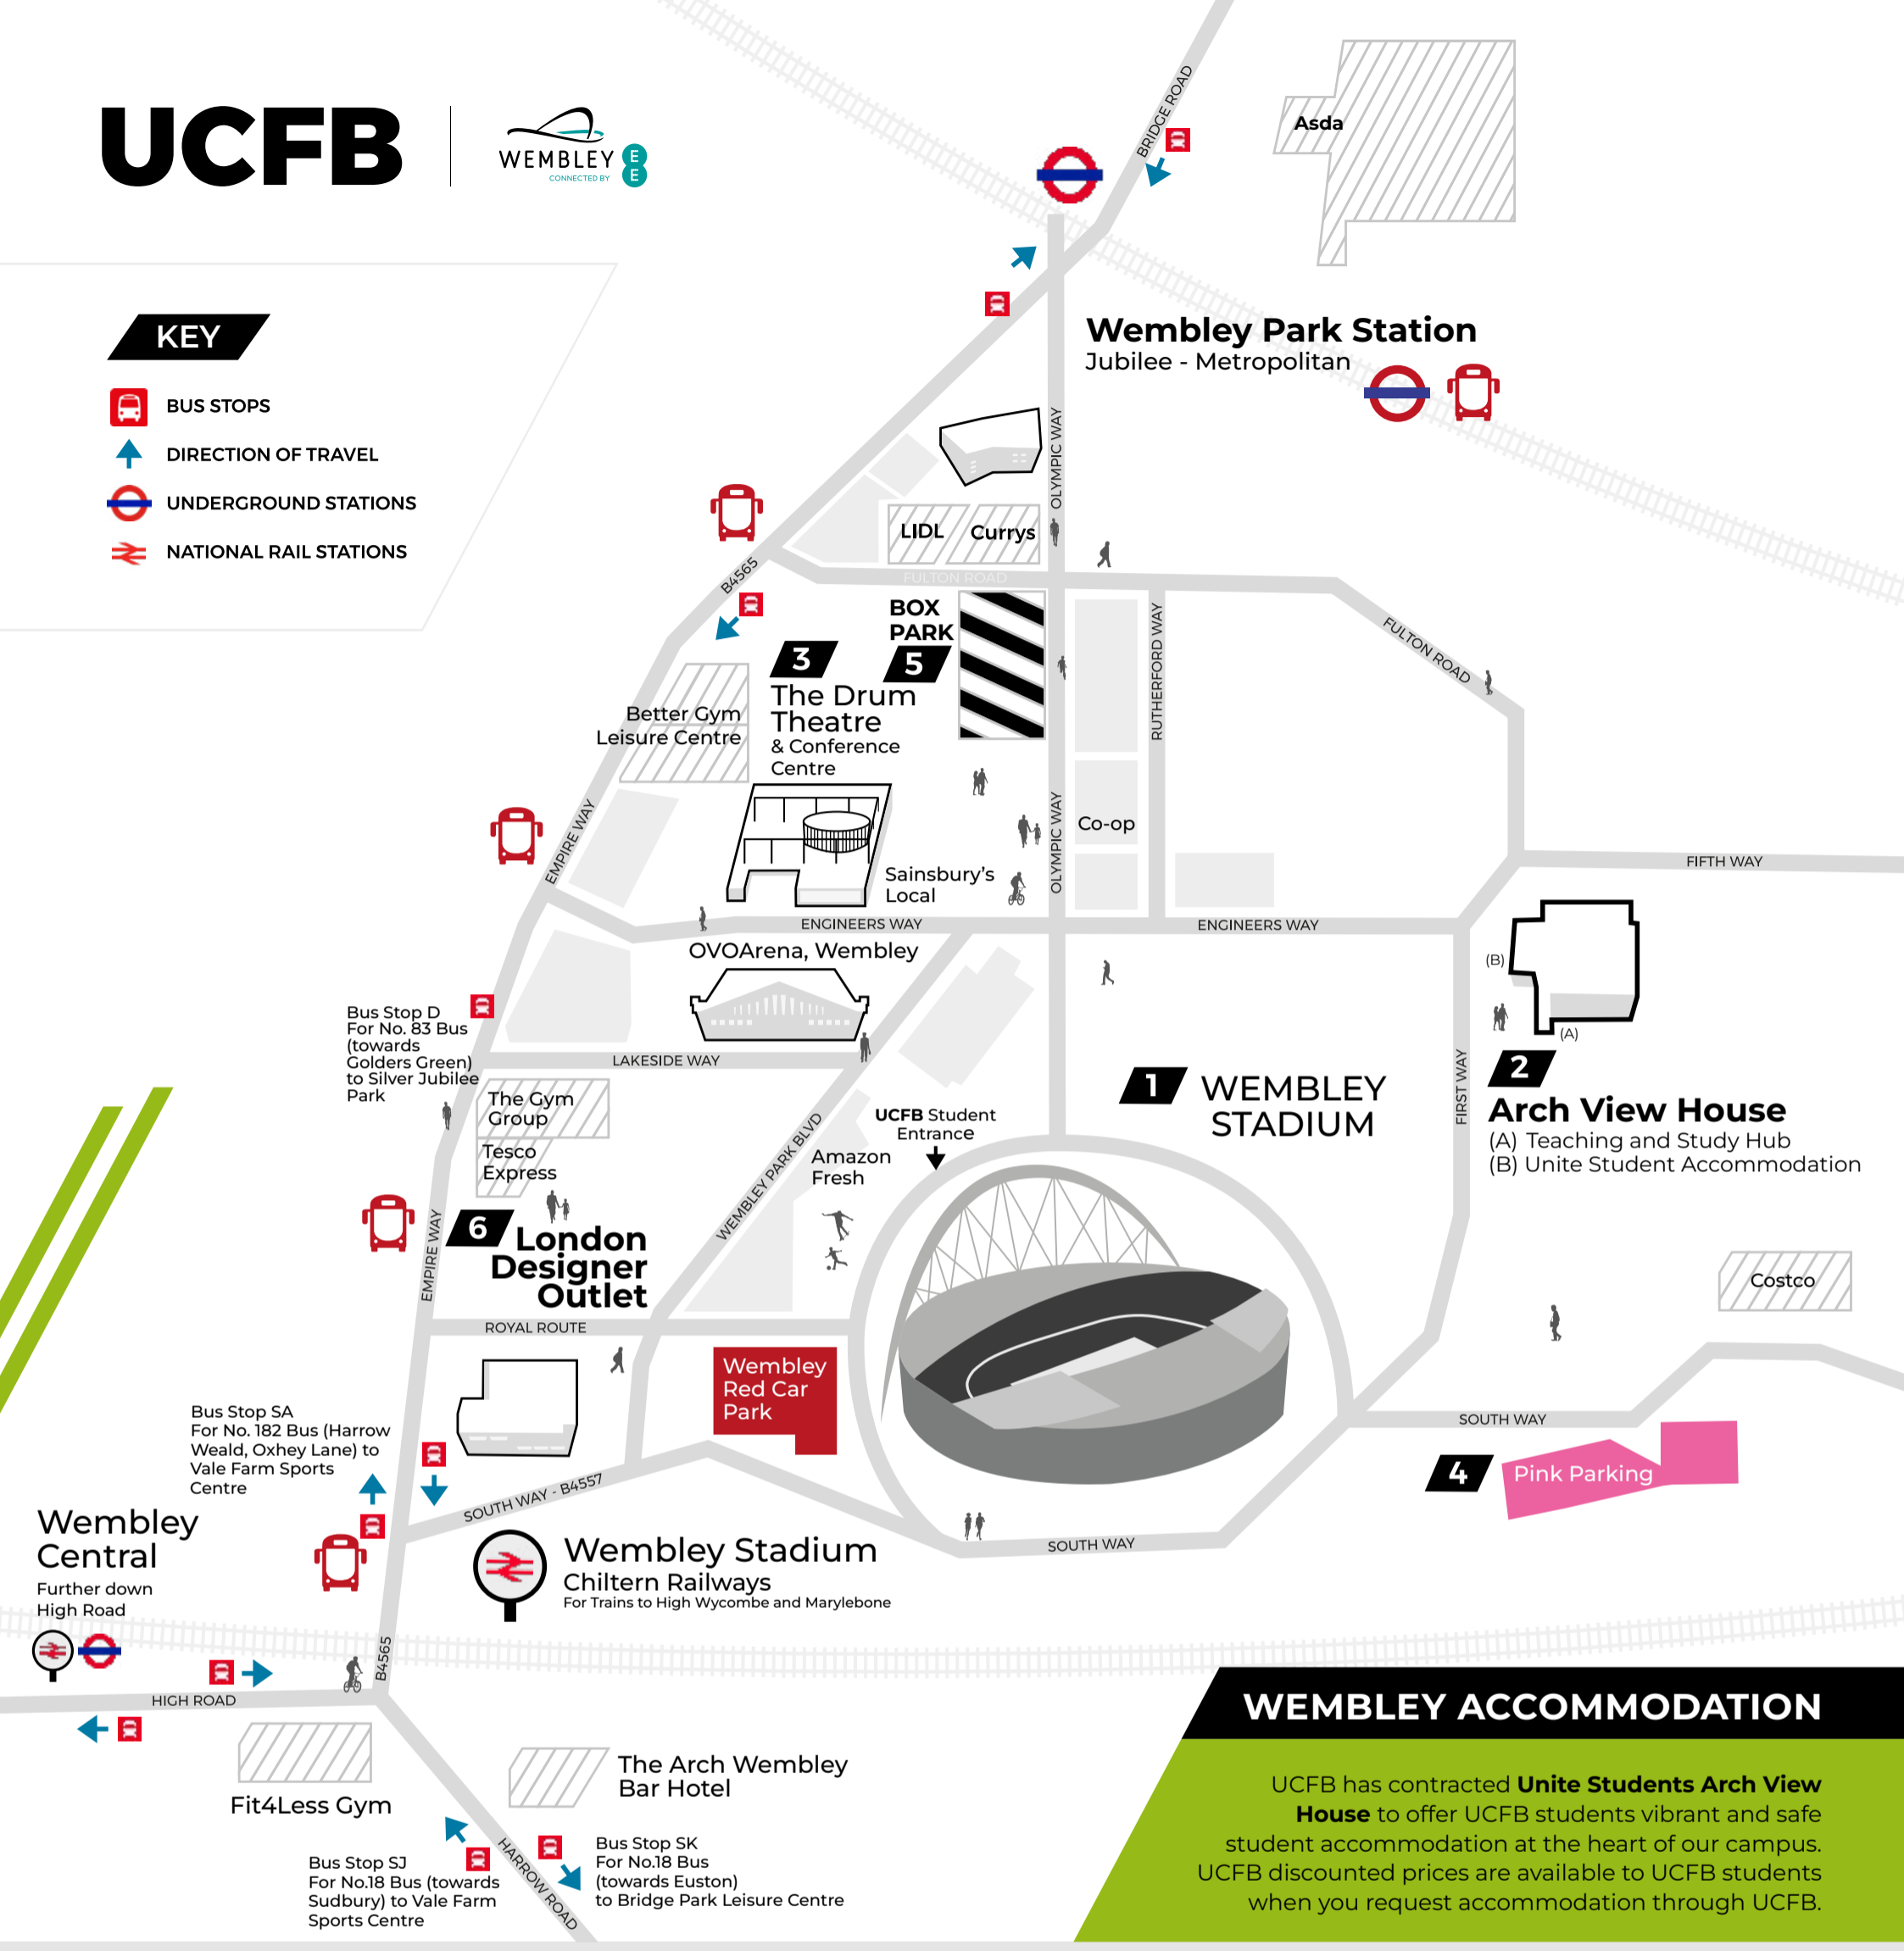 UCFB
WEMBLEY
CONNECTED BY
E
E
KEY
BUS STOPS
DIRECTION OF TRAVEL
UNDERGROUND STATIONS
NATIONAL RAIL STATIONS
BRIDGE ROAD
Asda
Wembley Park Station
Jubilee - Metropolitan
OLYMPIC WAY
LIDL
Currys
B4565
FULTON ROAD
BOX
PARK
5
3
The Drum
Theatre
& Conference
Centre
Better Gym
Leisure Centre
RUTHERFORD WAY
FULTON ROAD
EMPIRE WAY
OLYMPIC WAY
Co-op
Sainsbury's
Local
FIFTH WAY
ENGINEERS WAY
ENGINEERS WAY
OVOArena, Wembley
(B)
(A)
Bus Stop D
For No. 83 Bus
(towards
Golders Green)
to Silver Jubilee
Park
LAKESIDE WAY
The Gym
Group
Tesco
Express
WEMBLEY PARK BLVD
UCFB Student
Entrance
Amazon
Fresh
1
WEMBLEY
STADIUM
FIRST WAY
2
Arch View House
(A) Teaching and Study Hub
(B) Unite Student Accommodation
EMPIRE WAY
6
London
Designer
Outlet
Costco
ROYAL ROUTE
Wembley
Red Car
Park
Bus Stop SA
For No. 182 Bus (Harrow
Weald, Oxhey Lane) to
Vale Farm Sports
Centre
SOUTH WAY - B4557
SOUTH WAY
4
Pink Parking
SOUTH WAY
Wembley
Central
Further down
High Road
Wembley Stadium
Chiltern Railways
For Trains to High Wycombe and Marylebone
B4565
HIGH ROAD
Fit4Less Gym
The Arch Wembley
Bar Hotel
HARROW ROAD
Bus Stop SJ
For No.18 Bus (towards
Sudbury) to Vale Farm
Sports Centre
Bus Stop SK
For No.18 Bus
(towards Euston)
to Bridge Park Leisure Centre
WEMBLEY ACCOMMODATION
UCFB has contracted Unite Students Arch View
House to offer UCFB students vibrant and safe
student accommodation at the heart of our campus.
UCFB discounted prices are available to UCFB students
when you request accommodation through UCFB.